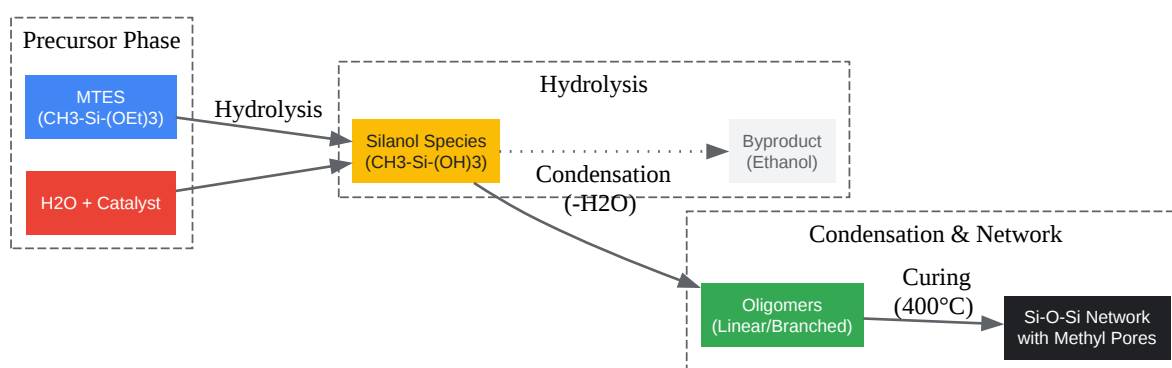 Precursor Phase
MTES
(CH3-Si-(OEt)3)
H2O + Catalyst
Hydrolysis
Hydrolysis
Silanol Species
(CH3-Si-(OH)3)
Byproduct
(Ethanol)
Condensation
(-H2O)
Condensation & Network
Oligomers
(Linear/Branched)
Curing
(400°C)
Si-O-Si Network
with Methyl Pores